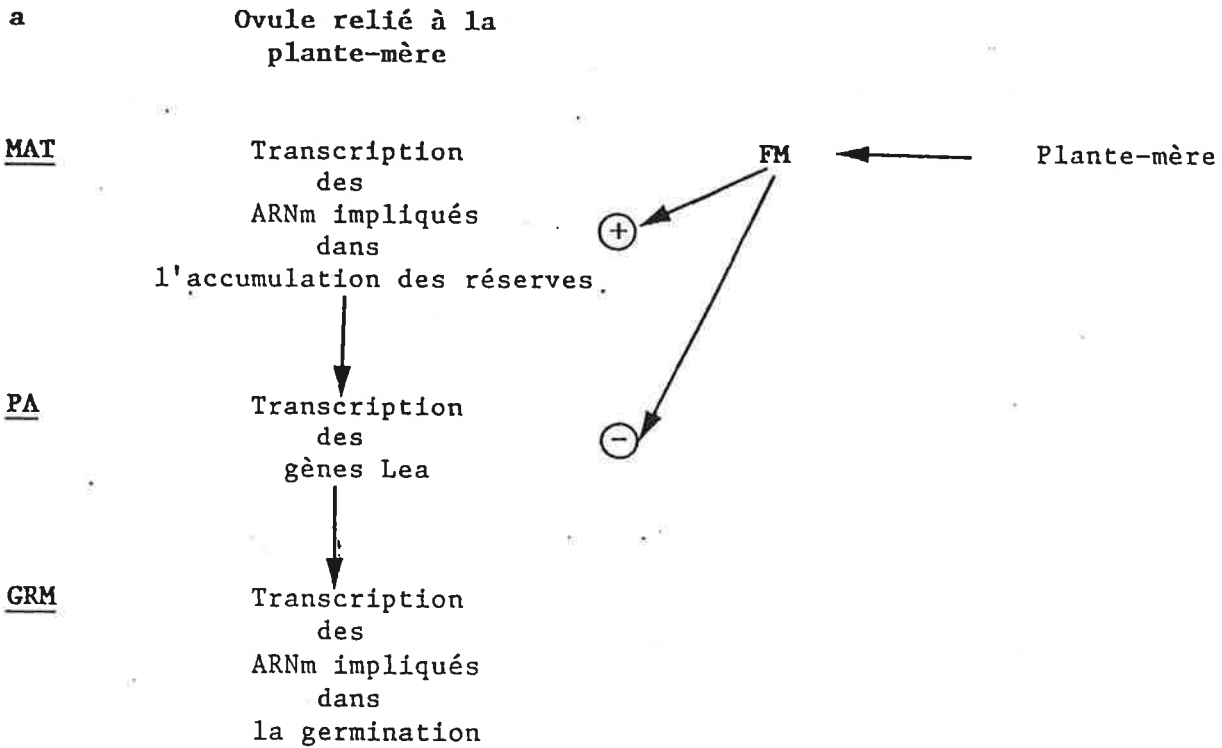 a
Ovule relié à la
plante-mère
MAT
Transcription
des
ARNm impliqués
dans
l'accumulation des réserves
FM
Plante-mère
+
PA
Transcription
des
gènes Lea
−
GRM
Transcription
des
ARNm impliqués
dans
la germination